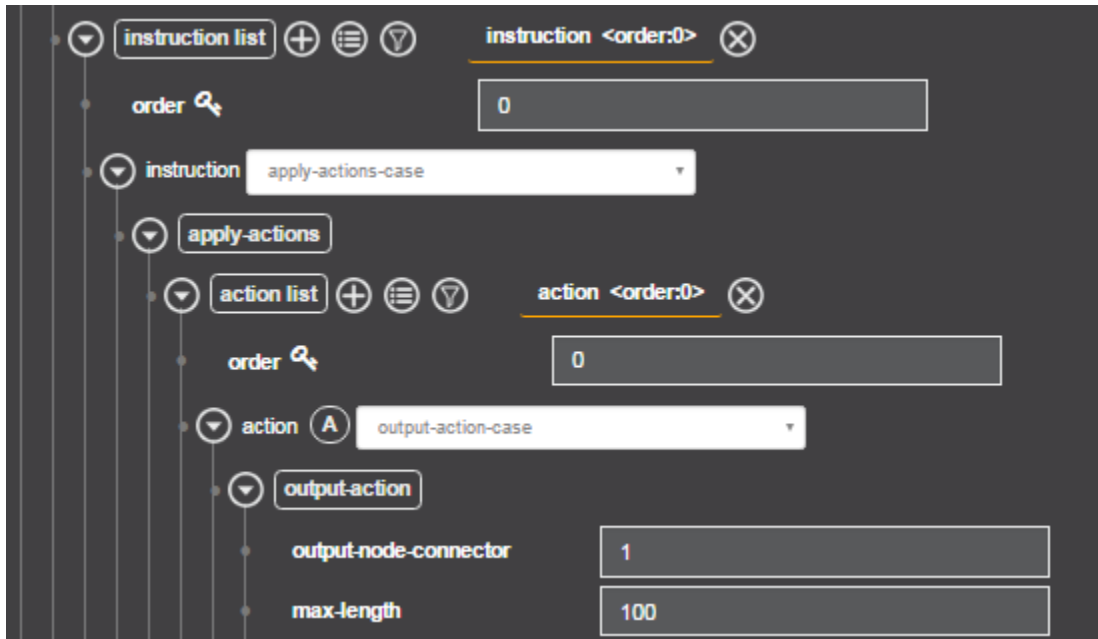 instruction list instruction <order:0>
order 0
instruction apply-actions-case
apply-actions
action list action <order:0>
order 0
action A output-action-case
output-action
output-node-connector 1
max-length 100